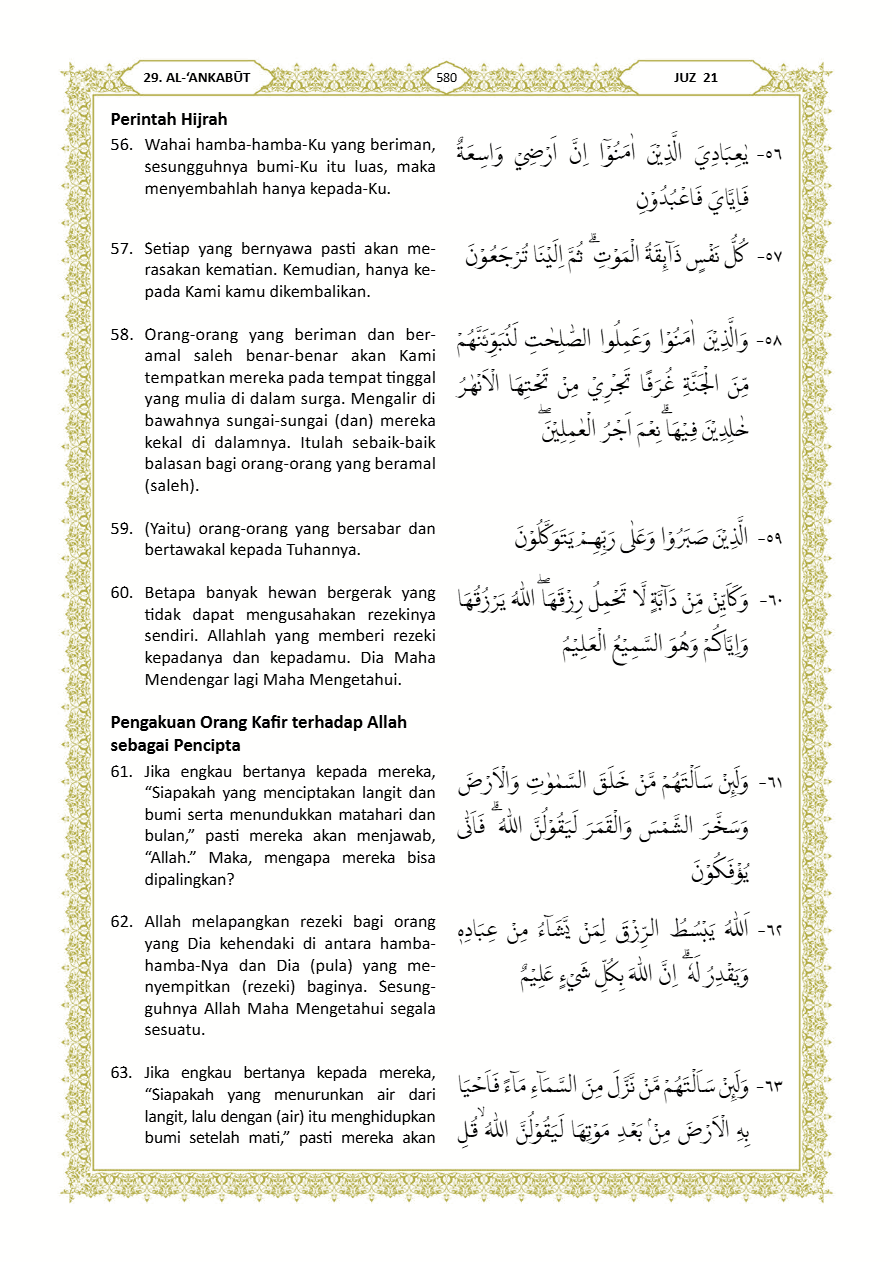 29. AL-‘ANKABŪT
580
JUZ 21
Perintah Hijrah
56. Wahai hamba-hamba-Ku yang beriman,
sesungguhnya bumi-Ku itu luas, maka
menyembahlah hanya kepada-Ku.
٥٦- يٰعِبَادِيَ الَّذِيْنَ اٰمَنُوْٓا اِنَّ اَرْضِيْ وَاسِعَةٌ
فَاِيَّايَ فَاعْبُدُوْنِ
57. Setiap yang bernyawa pasti akan me-
rasakan kematian. Kemudian, hanya ke-
pada Kami kamu dikembalikan.
٥٧- كُلُّ نَفْسٍ ذَاۤىِٕقَةُ الْمَوْتِۗ ثُمَّ اِلَيْنَا تُرْجَعُوْنَ
58. Orang-orang yang beriman dan ber-
amal saleh benar-benar akan Kami
tempatkan mereka pada tempat tinggal
yang mulia di dalam surga. Mengalir di
bawahnya sungai-sungai (dan) mereka
kekal di dalamnya. Itulah sebaik-baik
balasan bagi orang-orang yang beramal
(saleh).
٥٨- وَالَّذِيْنَ اٰمَنُوْا وَعَمِلُوا الصّٰلِحٰتِ لَنُبَوِّئَنَّهُمْ
مِّنَ الْجَنَّةِ غُرَفًا تَجْرِيْ مِنْ تَحْتِهَا الْاَنْهٰرُ
خٰلِدِيْنَ فِيْهَاۗ نِعْمَ اَجْرُ الْعٰمِلِيْنَۖ
59. (Yaitu) orang-orang yang bersabar dan
bertawakal kepada Tuhannya.
٥٩- الَّذِيْنَ صَبَرُوْا وَعَلٰى رَبِّهِمْ يَتَوَكَّلُوْنَ
60. Betapa banyak hewan bergerak yang
tidak dapat mengusahakan rezekinya
sendiri. Allahlah yang memberi rezeki
kepadanya dan kepadamu. Dia Maha
Mendengar lagi Maha Mengetahui.
٦٠- وَكَاَيِّنْ مِّنْ دَاۤبَّةٍ لَّا تَحْمِلُ رِزْقَهَاۖ اللّٰهُ يَرْزُقُهَا
وَاِيَّاكُمْ وَهُوَ السَّمِيْعُ الْعَلِيْمُ
Pengakuan Orang Kafir terhadap Allah
sebagai Pencipta
61. Jika engkau bertanya kepada mereka,
“Siapakah yang menciptakan langit dan
bumi serta menundukkan matahari dan
bulan,” pasti mereka akan menjawab,
“Allah.” Maka, mengapa mereka bisa
dipalingkan?
٦١- وَلَىِٕنْ سَاَلْتَهُمْ مَّنْ خَلَقَ السَّمٰوٰتِ وَالْاَرْضَ
وَسَخَّرَ الشَّمْسَ وَالْقَمَرَ لَيَقُوْلُنَّ اللّٰهُۗ فَاَنّٰى
يُؤْفَكُوْنَ
62. Allah melapangkan rezeki bagi orang
yang Dia kehendaki di antara hamba-
hamba-Nya dan Dia (pula) yang me-
nyempitkan (rezeki) baginya. Sesung-
guhnya Allah Maha Mengetahui segala
sesuatu.
٦٢- اَللّٰهُ يَبْسُطُ الرِّزْقَ لِمَنْ يَّشَاۤءُ مِنْ عِبَادِهٖ
وَيَقْدِرُ لَهٗۗ اِنَّ اللّٰهَ بِكُلِّ شَيْءٍ عَلِيْمٌ
63. Jika engkau bertanya kepada mereka,
“Siapakah yang menurunkan air dari
langit, lalu dengan (air) itu menghidupkan
bumi setelah mati,” pasti mereka akan
٦٣- وَلَىِٕنْ سَاَلْتَهُمْ مَّنْ نَّزَّلَ مِنَ السَّمَاۤءِ مَاۤءً فَاَحْيَا
بِهِ الْاَرْضَ مِنْۢ بَعْدِ مَوْتِهَا لَيَقُوْلُنَّ اللّٰهُۙ قُلِ